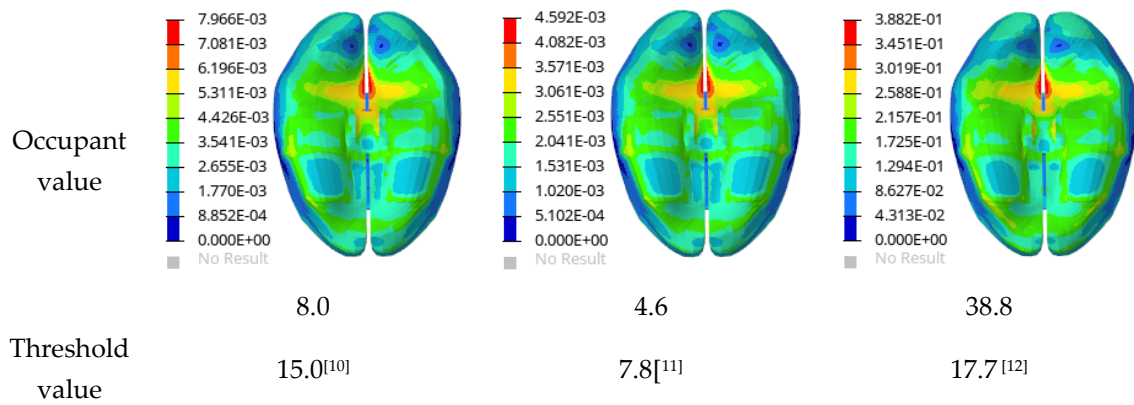 7.966E-03
7.081E-03
6.196E-03
5.311E-03
4.426E-03
3.541E-03
2.655E-03
1.770E-03
8.852E-04
0.000E+00
No Result
4.592E-03
4.082E-03
3.571E-03
3.061E-03
2.551E-03
2.041E-03
1.531E-03
1.020E-03
5.102E-04
0.000E+00
No Result
3.882E-01
3.451E-01
3.019E-01
2.588E-01
2.157E-01
1.725E-01
1.294E-01
8.627E-02
4.313E-02
0.000E+00
No Result
Occupant
value
8.0 4.6 38.8
Threshold
value
15.0[10] 7.8[11] 17.7 [12]